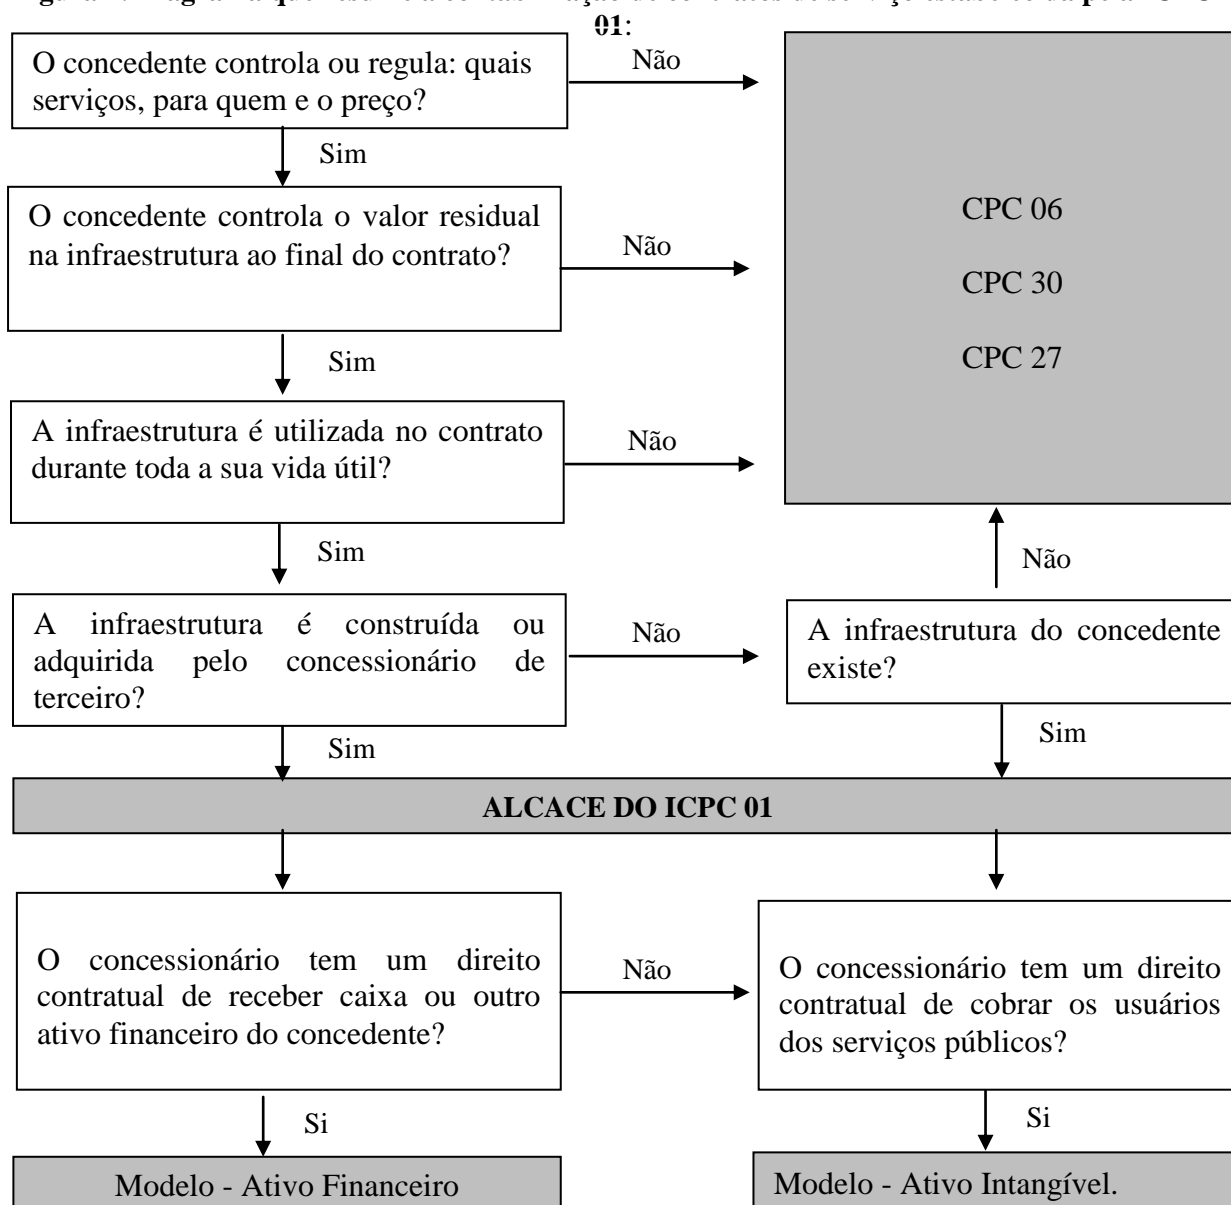 01:
O concedente controla ou regula: quais
serviços, para quem e o preço?
Não
Sim
O concedente controla o valor residual
na infraestrutura ao final do contrato?
Não
CPC 06
CPC 30
CPC 27
Sim
A infraestrutura é utilizada no contrato
durante toda a sua vida útil?
Não
Sim
Não
A infraestrutura é construída ou
adquirida pelo concessionário de
terceiro?
Não
A infraestrutura do concedente
existe?
Sim
Sim
ALCACE DO ICPC 01
O concessionário tem um direito
contratual de receber caixa ou outro
ativo financeiro do concedente?
Não
O concessionário tem um direito
contratual de cobrar os usuários
dos serviços públicos?
Si
Si
Modelo - Ativo Financeiro
Modelo - Ativo Intangível.